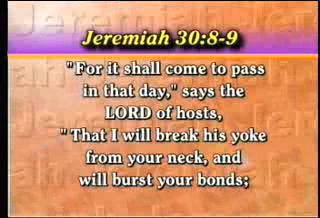 Jeremiah 30:8-9
"For it shall come to pass
in that day," says the
LORD of hosts,
"That I will break his yoke
from your neck, and
will burst your bonds;